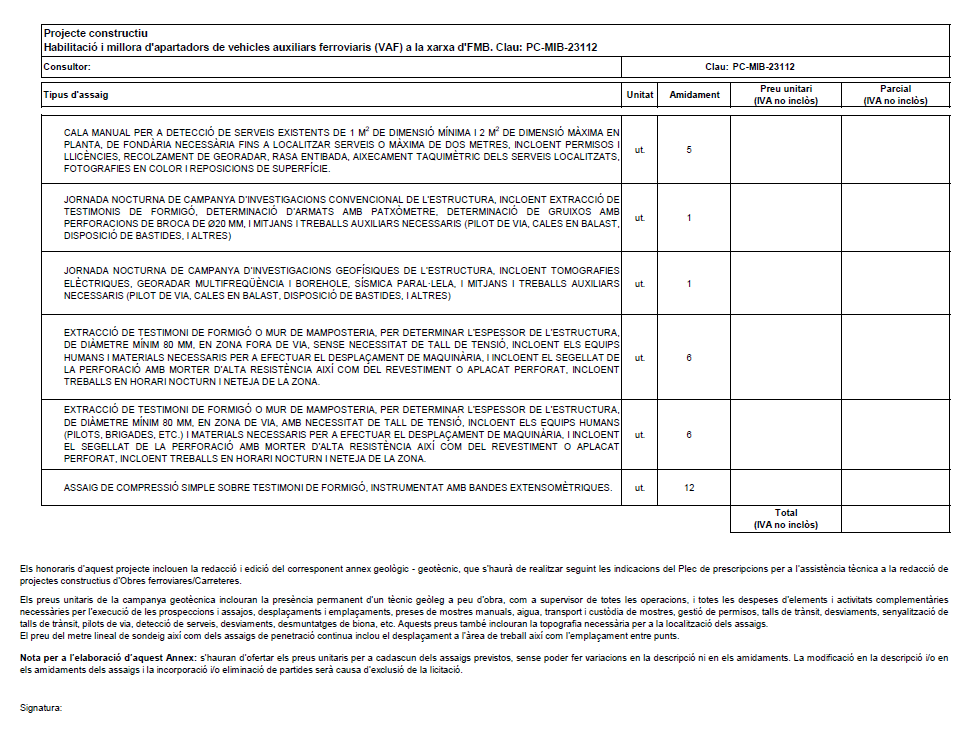 Projecte constructiu
Habilitació i millora d'apartadors de vehicles auxiliars ferroviaris (VAF) a la xarxa d'FMB. Clau: PC-MIB-23112
Consultor:
Clau: PC-MIB-23112
Tipus d'assaig
Unitat
Amidament
Preu unitari
(IVA no inclòs)
Parcial
(IVA no inclòs)
CALA MANUAL PER A DETECCIÓ DE SERVEIS EXISTENTS DE 1 M² DE DIMENSIÓ MÍNIMA I 2 M² DE DIMENSIÓ MÀXIMA EN
PLANTA, DE FONDÀRIA NECESSÀRIA FINS A LOCALITZAR SERVEIS O MÀXIMA DE DOS METRES, INCLOENT PERMISOS I
LLICÈNCIES, RECOLZAMENT DE GEORADAR, RASA ENTIBADA, AIXECAMENT TAQUIMÈTRIC DELS SERVEIS LOCALITZATS,
FOTOGRAFIES EN COLOR I REPOSICIONS DE SUPERFÍCIE.
ut.
5
JORNADA NOCTURNA DE CAMPANYA D'INVESTIGACIONS CONVENCIONAL DE L'ESTRUCTURA, INCLOENT EXTRACCIÓ DE
TESTIMONIS DE FORMIGÓ, DETERMINACIÓ D'ARMATS AMB PATXÒMETRE, DETERMINACIÓ DE GRUIXOS AMB
PERFORACIONS DE BROCA DE Ø20 MM, I MITJANS I TREBALLS AUXILIARS NECESSARIS (PILOT DE VIA, CALES EN BALAST,
DISPOSICIÓ DE BASTIDES, I ALTRES)
ut.
1
JORNADA NOCTURNA DE CAMPANYA D'INVESTIGACIONS GEOFÍSIQUES DE L'ESTRUCTURA, INCLOENT TOMOGRAFIES
ELÈCTRIQUES, GEORADAR MULTIFREQÜÈNCIA I BOREHOLE, SÍSMICA PARAL·LELA, I MITJANS I TREBALLS AUXILIARS
NECESSARIS (PILOT DE VIA, CALES EN BALAST, DISPOSICIÓ DE BASTIDES, I ALTRES)
ut.
1
EXTRACCIÓ DE TESTIMONI DE FORMIGÓ O MUR DE MAMPOSTERIA, PER DETERMINAR L'ESPESSOR DE L'ESTRUCTURA,
DE DIÀMETRE MÍNIM 80 MM, EN ZONA FORA DE VIA, SENSE NECESSITAT DE TALL DE TENSIÓ, INCLOENT ELS EQUIPS
HUMANS I MATERIALS NECESSARIS PER A EFECTUAR EL DESPLAÇAMENT DE MAQUINÀRIA, I INCLOENT EL SEGELLAT DE
LA PERFORACIÓ AMB MORTER D'ALTA RESISTÈNCIA AIXÍ COM DEL REVESTIMENT O APLACAT PERFORAT, INCLOENT
TREBALLS EN HORARI NOCTURN I NETEJA DE LA ZONA.
ut.
6
EXTRACCIÓ DE TESTIMONI DE FORMIGÓ O MUR DE MAMPOSTERIA, PER DETERMINAR L'ESPESSOR DE L'ESTRUCTURA,
DE DIÀMETRE MÍNIM 80 MM, EN ZONA DE VIA, AMB NECESSITAT DE TALL DE TENSIÓ, INCLOENT ELS EQUIPS HUMANS
(PILOTS, BRIGADES, ETC.) I MATERIALS NECESSARIS PER A EFECTUAR EL DESPLAÇAMENT DE MAQUINÀRIA, I INCLOENT
EL SEGELLAT DE LA PERFORACIÓ AMB MORTER D'ALTA RESISTÈNCIA AIXÍ COM DEL REVESTIMENT O APLACAT
PERFORAT, INCLOENT TREBALLS EN HORARI NOCTURN I NETEJA DE LA ZONA.
ut.
6
ASSAIG DE COMPRESSIÓ SIMPLE SOBRE TESTIMONI DE FORMIGÓ, INSTRUMENTAT AMB BANDES EXTENSOMÈTRIQUES.
ut.
12
Total
(IVA no inclòs)
Els honoraris d'aquest projecte inclouen la redacció i edició del corresponent annex geològic - geotècnic, que s'haurà de realitzar seguint les indicacions del Plec de prescripcions per a l'assistència tècnica a la redacció de
projectes constructius d'Obres ferroviaries/Carreteres.
Els preus unitaris de la campanya geotècnica inclouran la presència permanent d'un tècnic geòleg a peu d'obra, com a supervisor de totes les operacions, i totes les despeses d'elements i activitats complementàries
necessàries per l'execució de les prospeccions i assajos, desplaçaments i emplaçaments, preses de mostres manuals, aigua, transport i custòdia de mostres, gestió de permisos, talls de trànsit, desviaments, senyalització de
talls de trànsit, pilots de via, detecció de serveis, desviaments, desmuntatges de biona, etc. Aquests preus també inclouran la topografia necessària per a la localització dels assaigs.
El preu del metre lineal de sondeig així com dels assaigs de penetració continua inclou el desplaçament a l'àrea de treball així com l'emplaçament entre punts.
Nota per a l'elaboració d'aquest Annex: s'hauran d'ofertar els preus unitaris per a cadascun dels assaigs previstos, sense poder fer variacions en la descripció ni en els amidaments. La modificació en la descripció i/o en
els amidaments dels assaigs i la incorporació i/o eliminació de partides serà causa d'exclusió de la licitació.
Signatura: